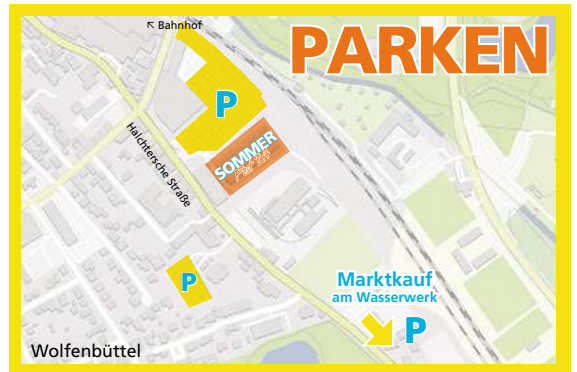 ↖ Bahnhof
PARKEN
P
Halchtersche Straße
SOMMER
P
Marktkauf
am Wasserwerk
P
Wolfenbüttel